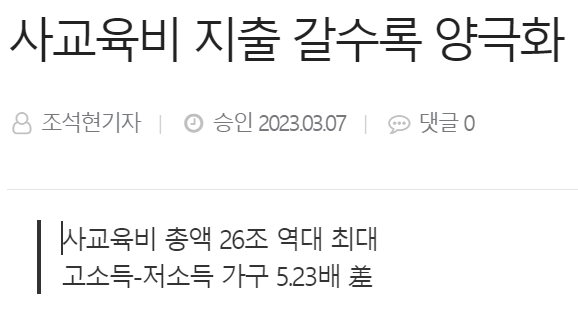 사교육비 지출 갈수록 양극화
조석현기자 | 승인 2023.03.07 | 댓글 0
사교육비 총액 26조 역대 최대
고소득-저소득 가구 5.23배 差